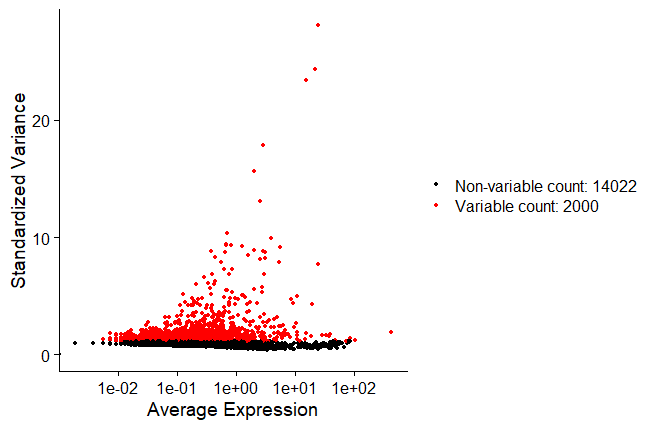 Standardized Variance
20
10
0
1e-02 1e-01 1e+00 1e+01 1e+02
Average Expression
Non-variable count: 14022
Variable count: 2000